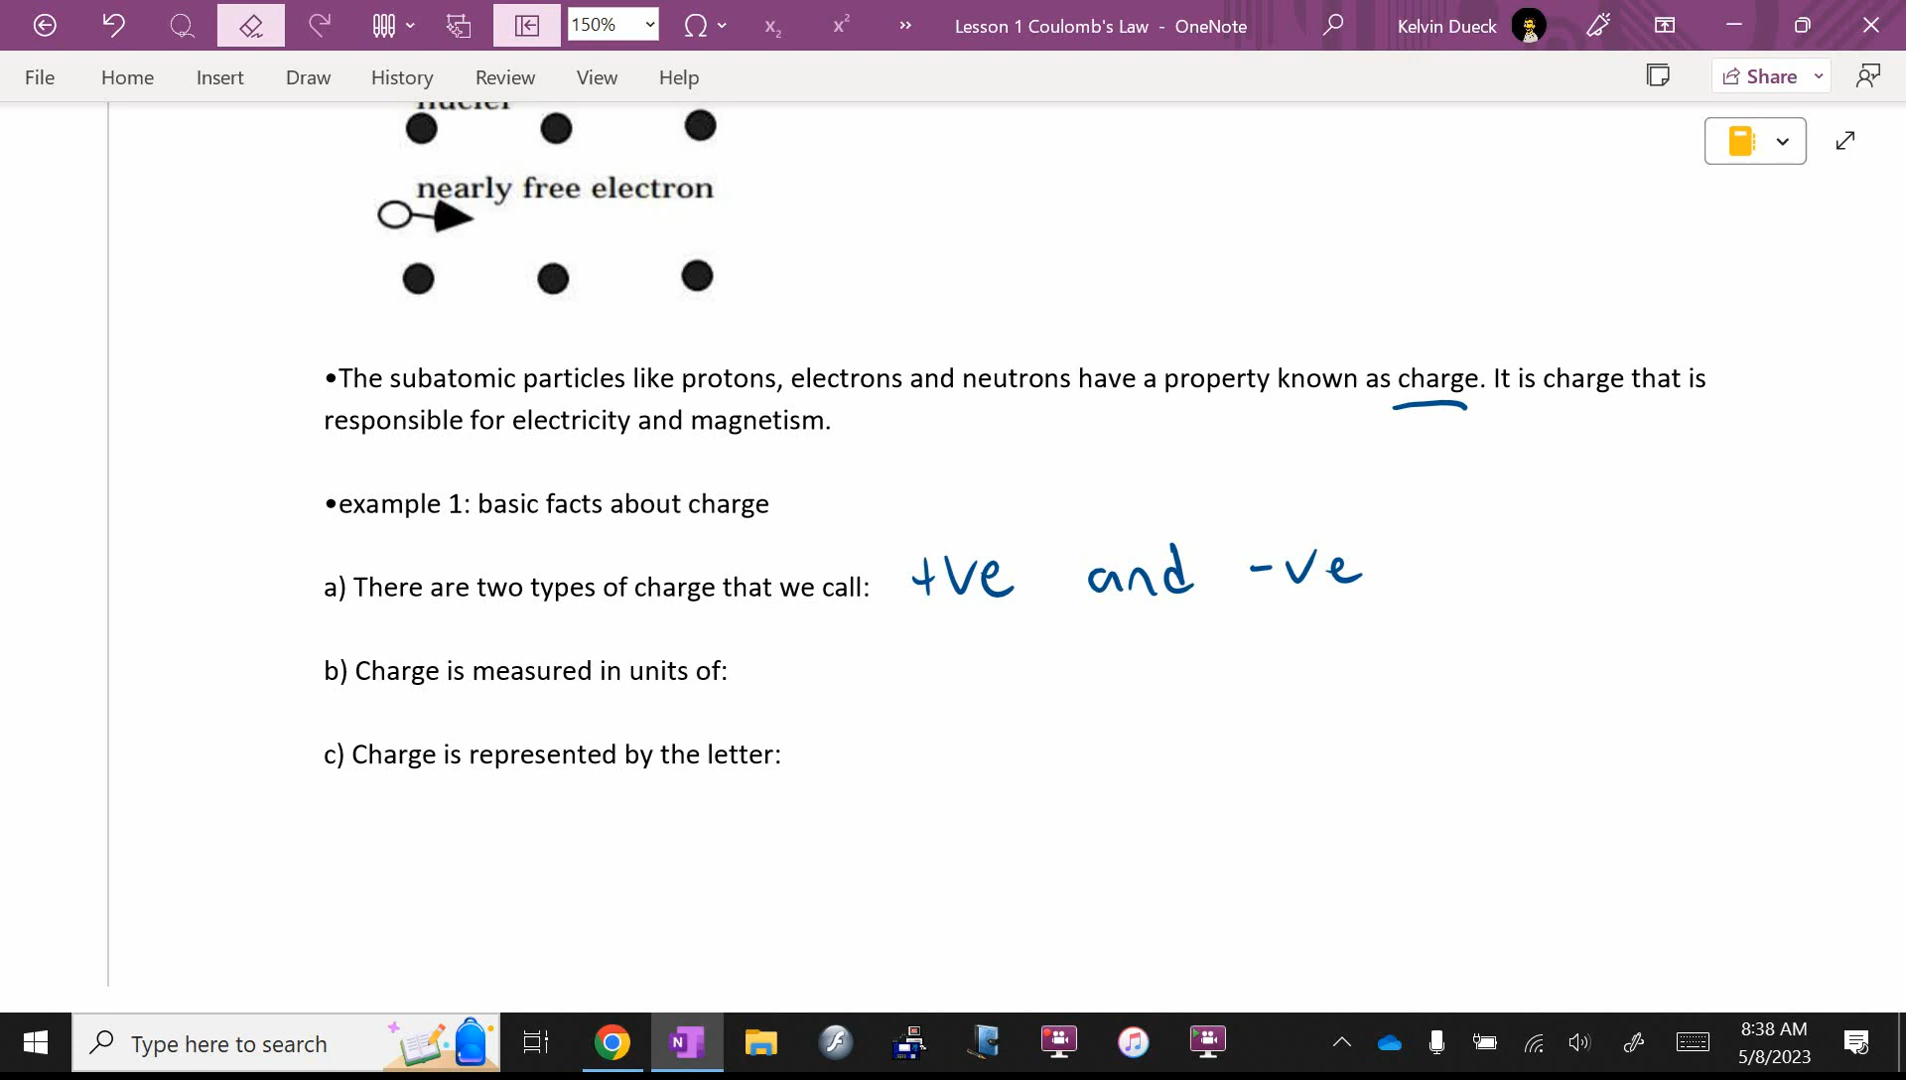 150%
Ω
x₂
x²
»
Lesson 1 Coulomb's Law - OneNote
Kelvin Dueck
File
Home
Insert
Draw
History
Review
View
Help
Share
nuclei
nearly free electron
•The subatomic particles like protons, electrons and neutrons have a property known as charge. It is charge that is
responsible for electricity and magnetism.
•example 1: basic facts about charge
a) There are two types of charge that we call: +ve and -ve
b) Charge is measured in units of:
c) Charge is represented by the letter:
Type here to search
N
8:38 AM
5/8/2023